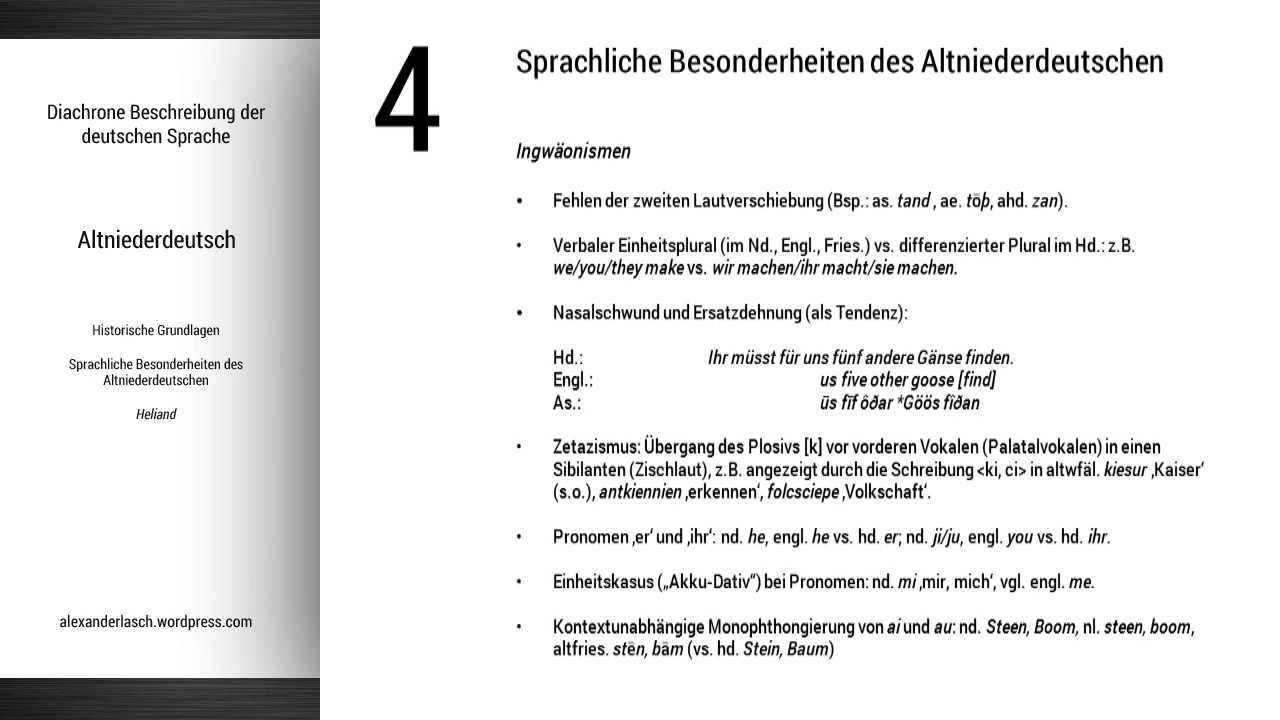 Diachrone Beschreibung der
deutschen Sprache
Altniederdeutsch
Historische Grundlagen
Sprachliche Besonderheiten des
Altniederdeutschen
Heliand
alexanderlasch.wordpress.com
4
Sprachliche Besonderheiten des Altniederdeutschen
Ingwäonismen
• Fehlen der zweiten Lautverschiebung (Bsp.: as. tand , ae. tōþ, ahd. zan).
• Verbaler Einheitsplural (im Nd., Engl., Fries.) vs. differenzierter Plural im Hd.: z.B.
we/you/they make vs. wir machen/ihr macht/sie machen.
• Nasalschwund und Ersatzdehnung (als Tendenz):
Hd.: Ihr müsst für uns fünf andere Gänse finden.
Engl.: us five other goose [find]
As.: ūs fīf ôðar *Göös fîðan
• Zetazismus: Übergang des Plosivs [k] vor vorderen Vokalen (Palatalvokalen) in einen
Sibilanten (Zischlaut), z.B. angezeigt durch die Schreibung <ki, ci> in altwfäl. kiesur ‚Kaiser‘
(s.o.), antkiennien ‚erkennen‘, folcsciepe ‚Volkschaft‘.
• Pronomen ‚er‘ und ‚ihr‘: nd. he, engl. he vs. hd. er; nd. ji/ju, engl. you vs. hd. ihr.
• Einheitskasus („Akku-Dativ“) bei Pronomen: nd. mi ‚mir, mich‘, vgl. engl. me.
• Kontextunabhängige Monophthongierung von ai und au: nd. Steen, Boom, nl. steen, boom,
altfries. stēn, bām (vs. hd. Stein, Baum)